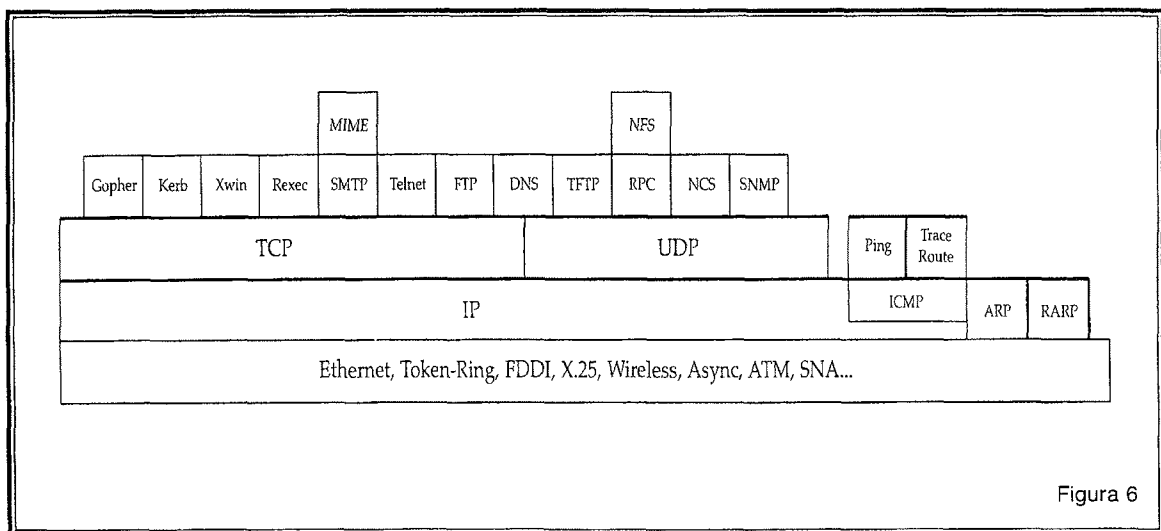 MIME NFS
Gopher Kerb Xwin Rexec SMTP Telnet FTP DNS TFTP RPC NCS SNMP
TCP UDP Ping Trace Route
IP ICMP ARP RARP
Ethernet, Token-Ring, FDDI, X.25, Wireless, Async, ATM, SNA...
Figura 6